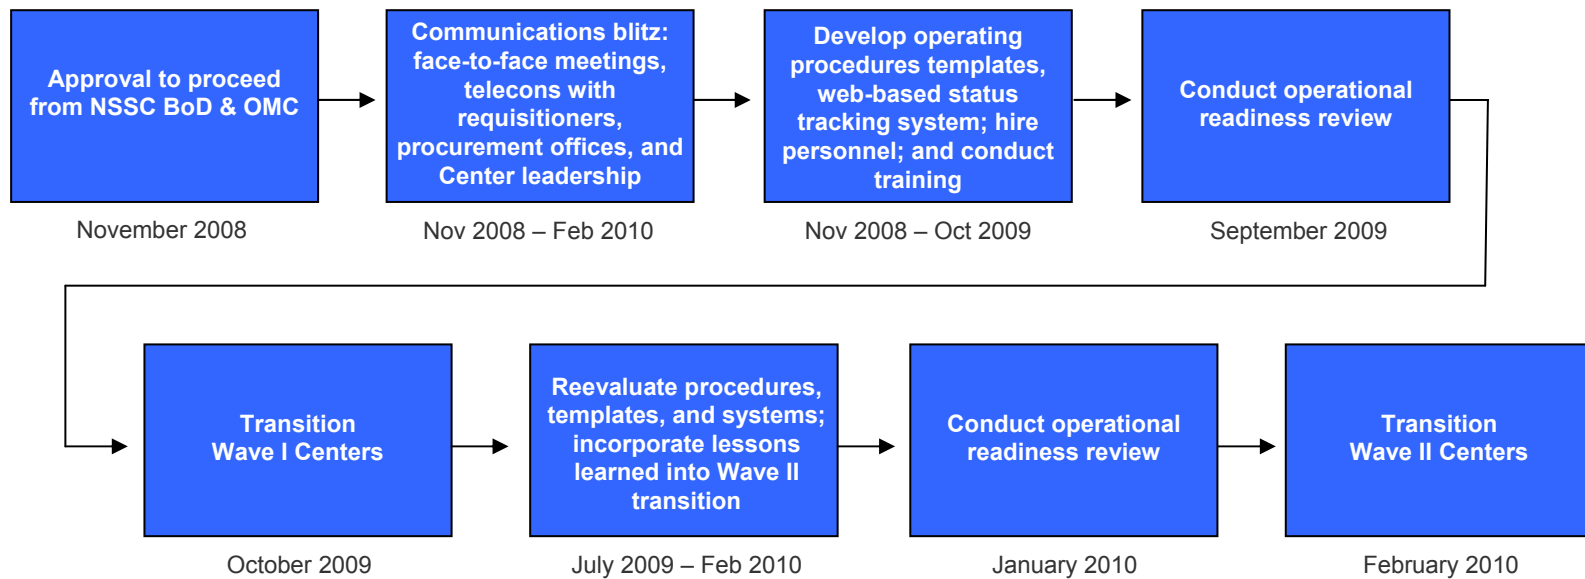 Approval to proceed
from NSSC BoD & OMC
November 2008
Communications blitz:
face-to-face meetings,
telecons with
requisitioners,
procurement offices, and
Center leadership
Nov 2008 – Feb 2010
Develop operating
procedures templates,
web-based status
tracking system; hire
personnel; and conduct
training
Nov 2008 – Oct 2009
Conduct operational
readiness review
September 2009
Transition
Wave I Centers
October 2009
Reevaluate procedures,
templates, and systems;
incorporate lessons
learned into Wave II
transition
July 2009 – Feb 2010
Conduct operational
readiness review
January 2010
Transition
Wave II Centers
February 2010